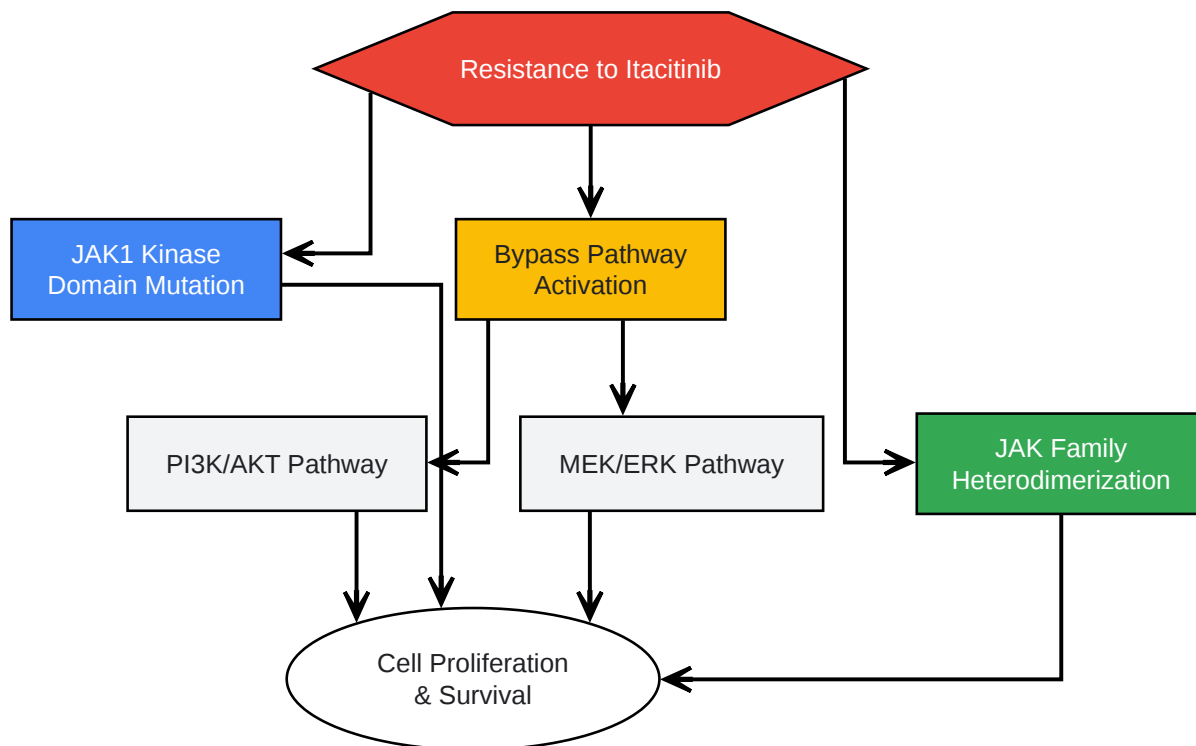 Resistance to Itacitinib
JAK1 Kinase
Domain Mutation
Bypass Pathway
Activation
PI3K/AKT Pathway
MEK/ERK Pathway
JAK Family
Heterodimerization
Cell Proliferation
& Survival